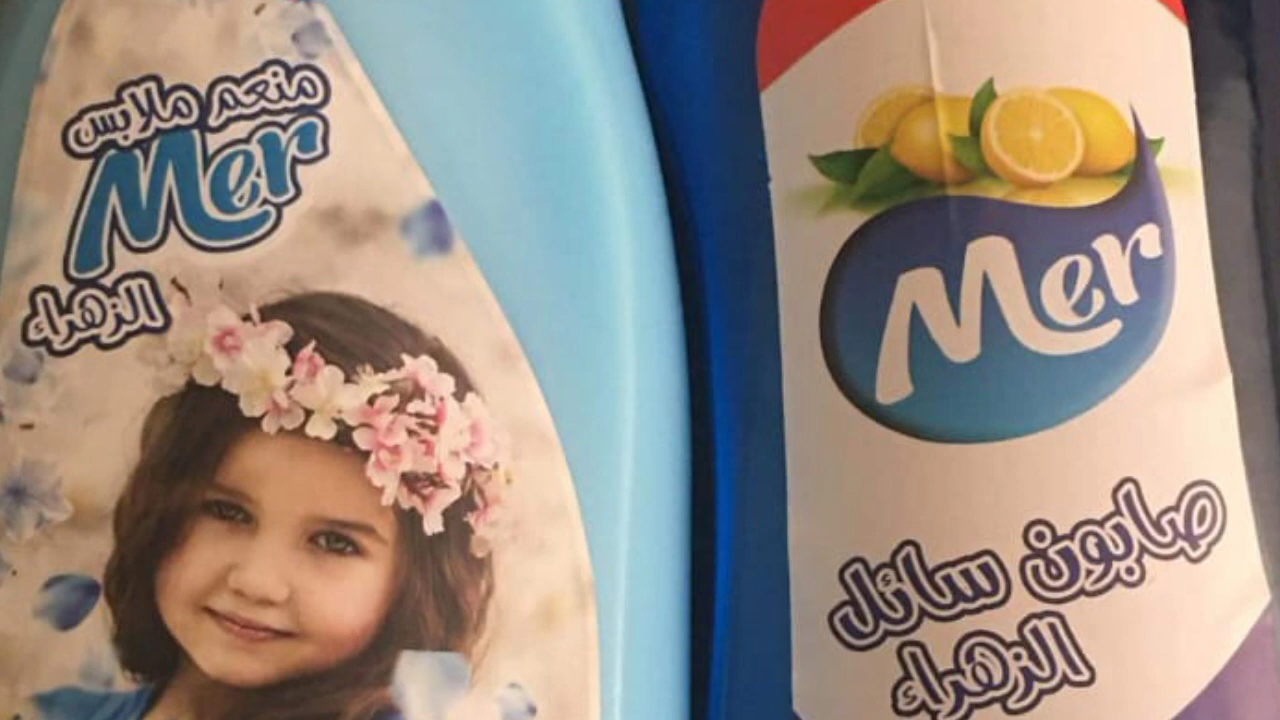 منعم ملابس
Mer
الزهراء
Mer
صابون سائل
الزهراء